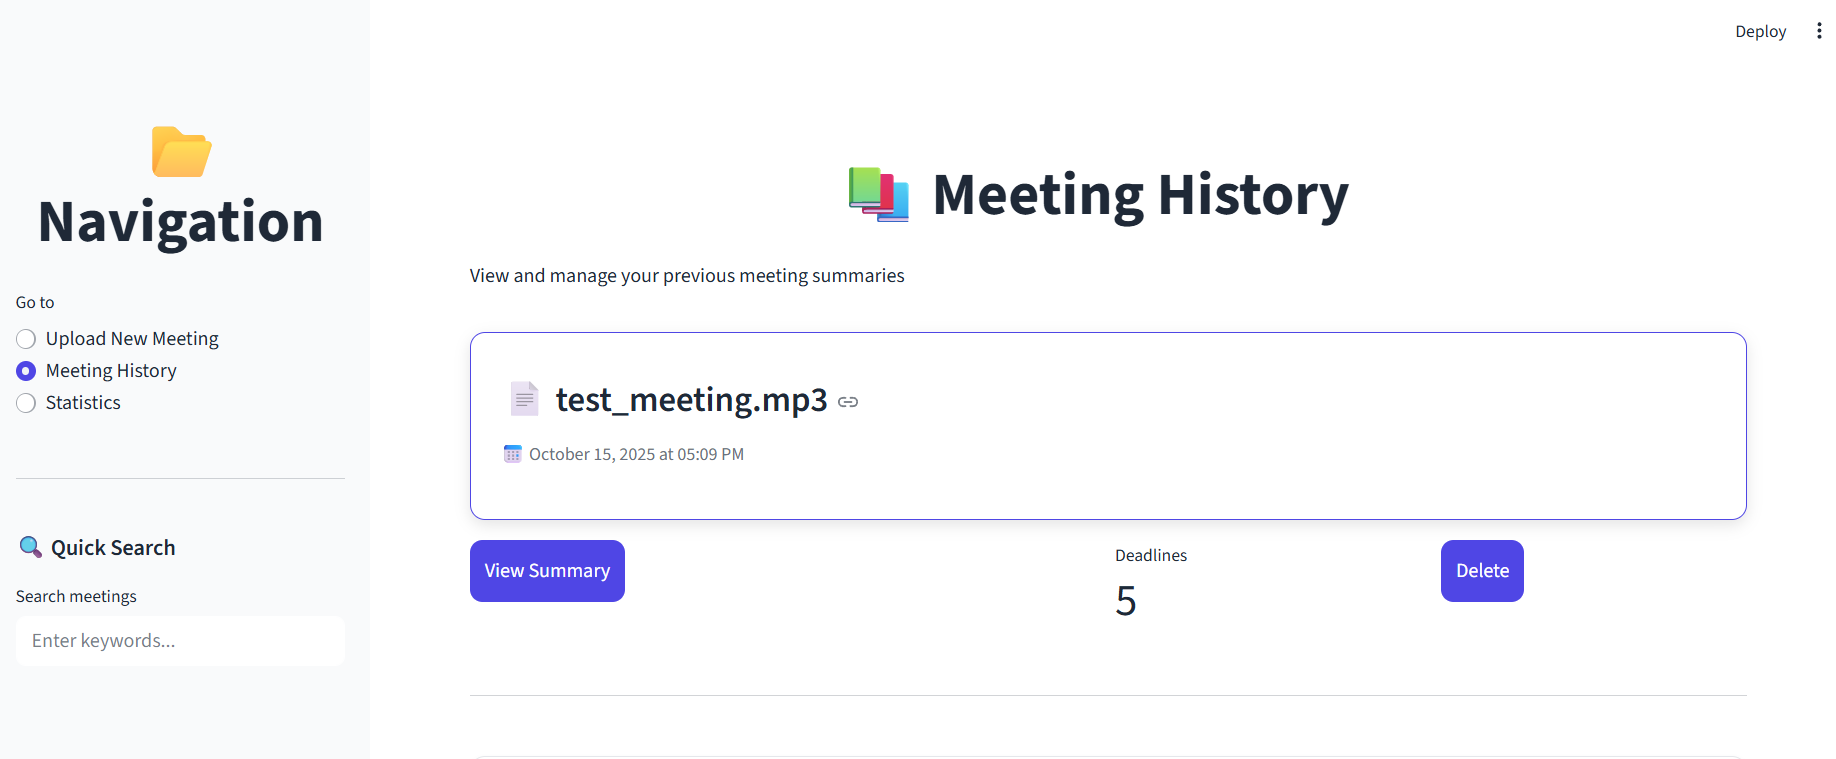 Deploy
Navigation
Go to
Upload New Meeting
Meeting History
Statistics
Quick Search
Search meetings
Enter keywords...
Meeting History
View and manage your previous meeting summaries
test_meeting.mp3
October 15, 2025 at 05:09 PM
View Summary
Deadlines
5
Delete